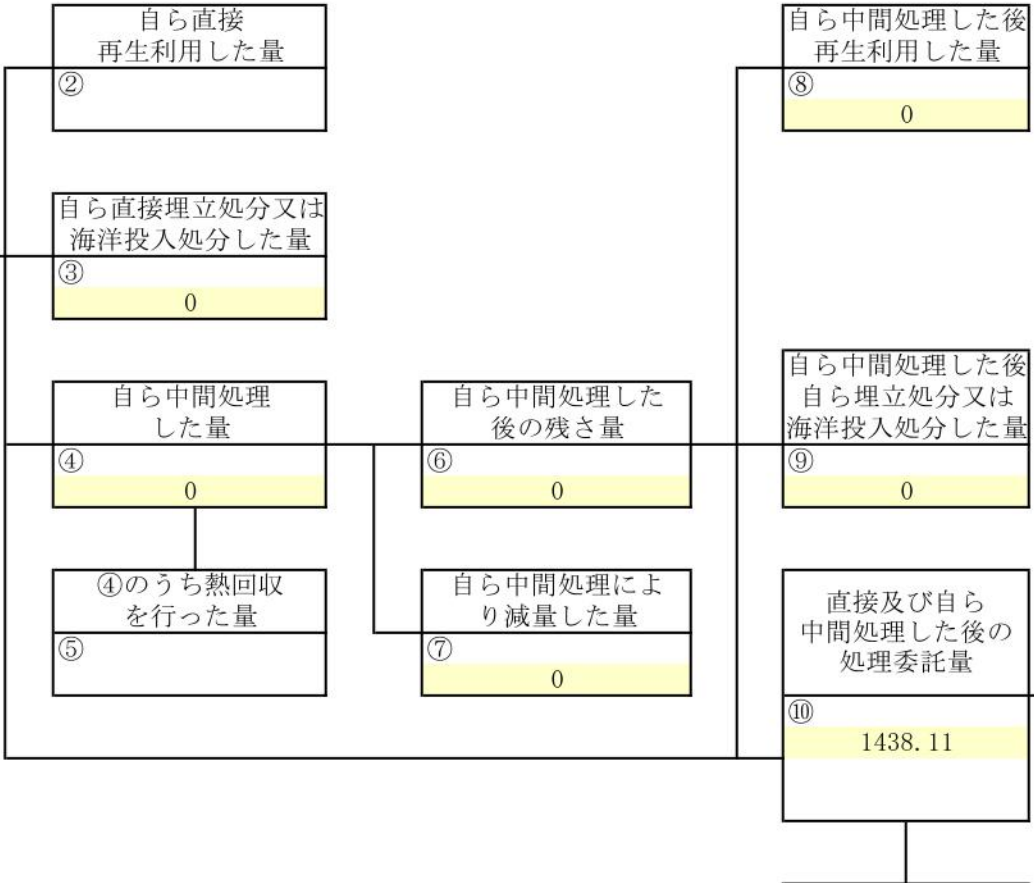 自ら直接
再生利用した量
②
自ら中間処理した後
再生利用した量
⑧
0
自ら直接埋立処分又は
海洋投入処分した量
③
0
自ら中間処理
した量
④
0
自ら中間処理した
後の残さ量
⑥
0
自ら中間処理した後
自ら埋立処分又は
海洋投入処分した量
⑨
0
④のうち熱回収
を行った量
⑤
自ら中間処理によ
り減量した量
⑦
0
直接及び自ら
中間処理した後の
処理委託量
⑩
1438.11